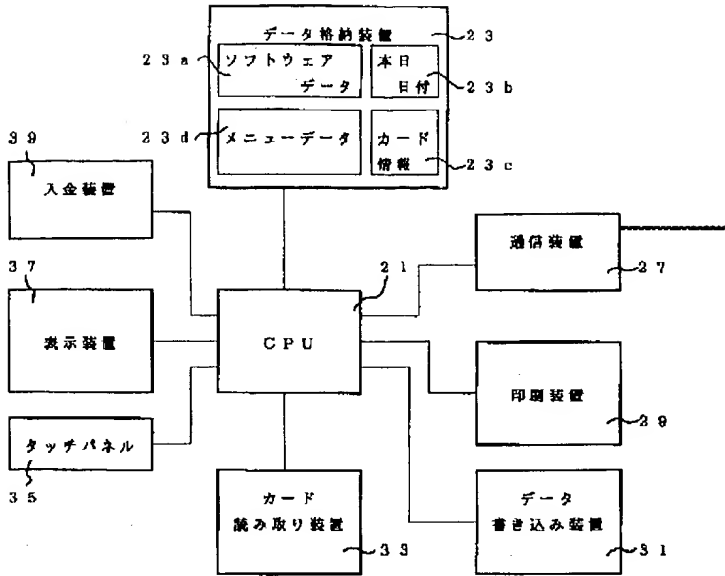 データ格納装置
23
23a
ソフトウェア
データ
本日
日付
23b
23d
メニューデータ
カード
情報
23c
39
入金装置
通信装置
27
37
表示装置
21
CPU
印刷装置
29
タッチパネル
35
カード
読み取り装置
33
データ
書き込み装置
31